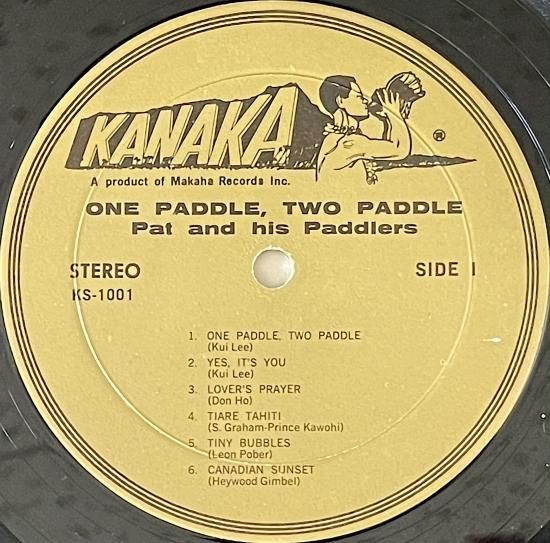 KANAKA
®
A product of Makaha Records Inc.
ONE PADDLE, TWO PADDLE
Pat and his Paddlers
STEREO SIDE I
KS-1001
1. ONE PADDLE, TWO PADDLE
(Kui Lee)
2. YES, IT'S YOU
(Kui Lee)
3. LOVER'S PRAYER
(Don Ho)
4. TIARE TAHITI
(S. Graham-Prince Kawohi)
5. TINY BUBBLES
(Leon Pober)
6. CANADIAN SUNSET
(Heywood Gimbel)